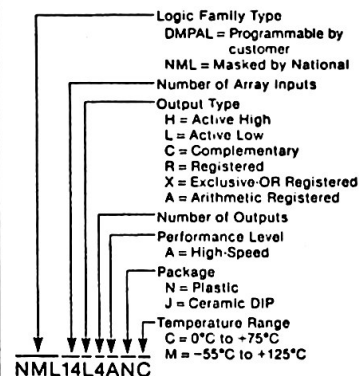 Logic Family Type
DMPAL = Programmable by
customer
NML = Masked by National
Number of Array Inputs
Output Type
H = Active High
L = Active Low
C = Complementary
R = Registered
X = Exclusive-OR Registered
A = Arithmetic Registered
Number of Outputs
Performance Level
A = High-Speed
Package
N = Plastic
J = Ceramic DIP
Temperature Range
C = 0°C to +75°C
M = -55°C to +125°C
NML14L4ANC